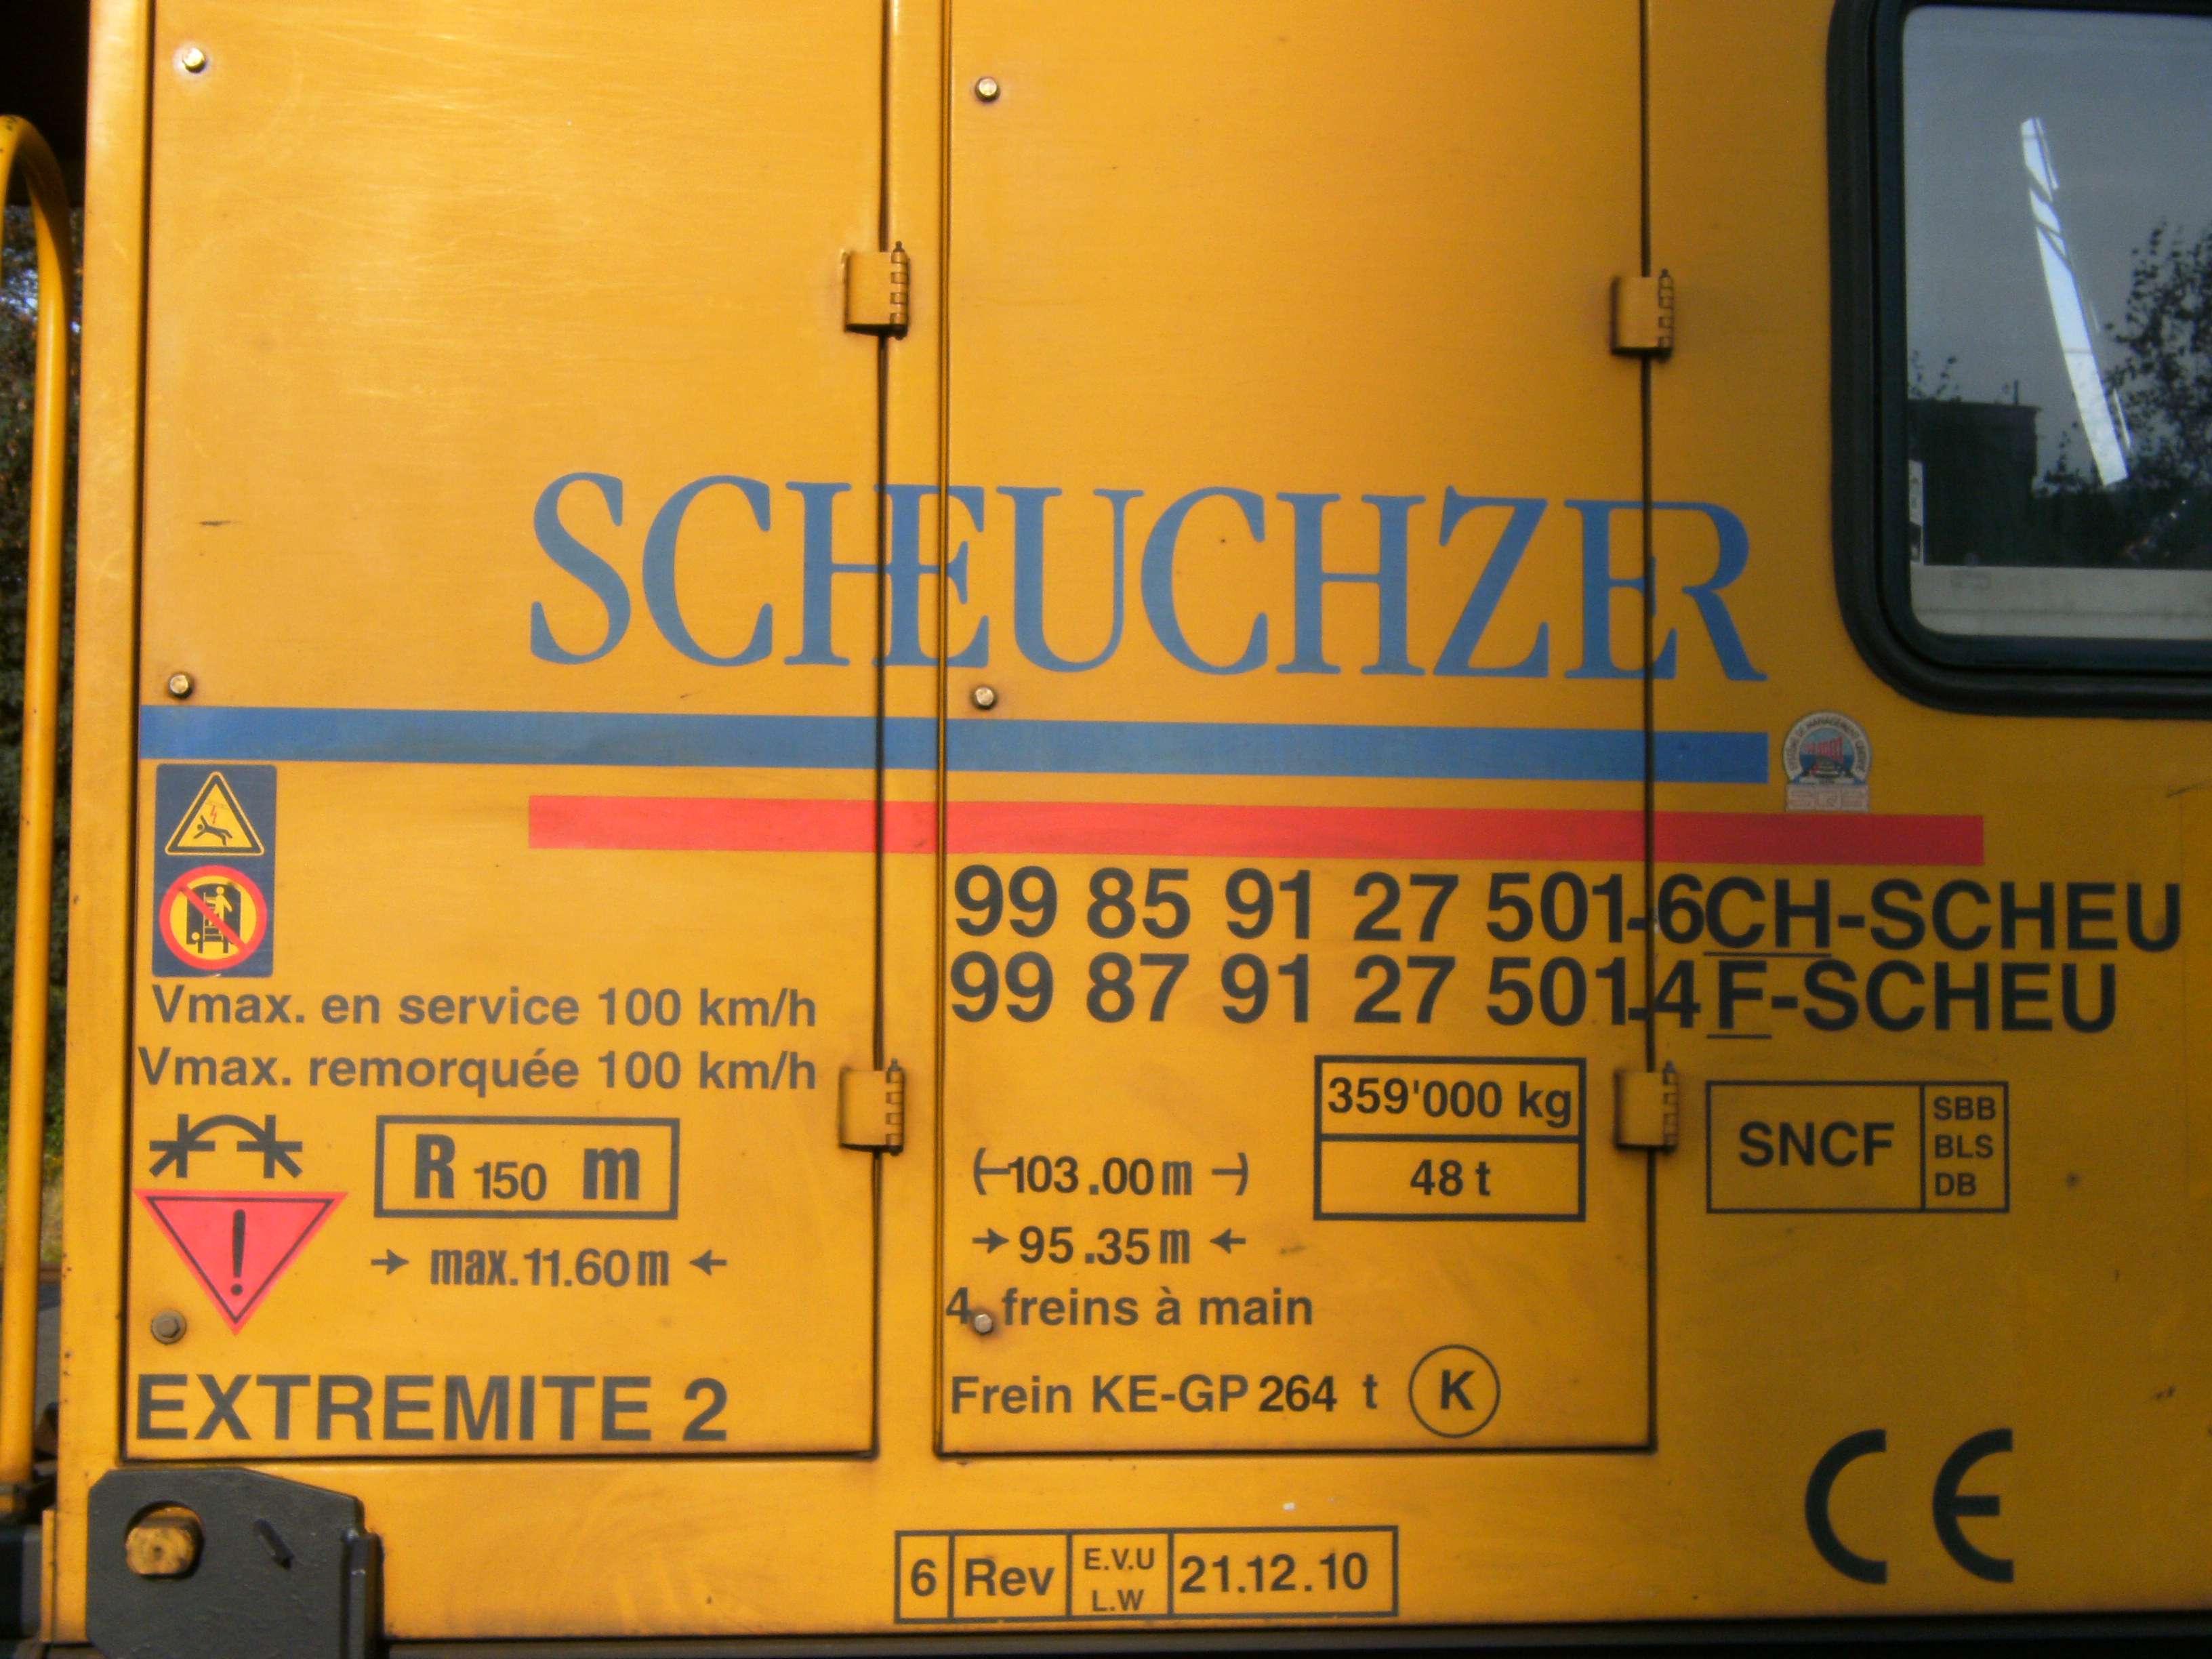 SCHEUCHZER
99 85 91 27 501-6 CH-SCHEU
99 87 91 27 501-4 F-SCHEU
Vmax. en service 100 km/h
Vmax. remorquée 100 km/h
R 150 m
max. 11.60 m
!
EXTREMITE 2
103.00 m
95.35 m
4 freins à main
Frein KE-GP 264 t K
359'000 kg
48 t
SNCF
SBB
BLS
DB
CE
6 Rev E.V.U L.W 21.12.10